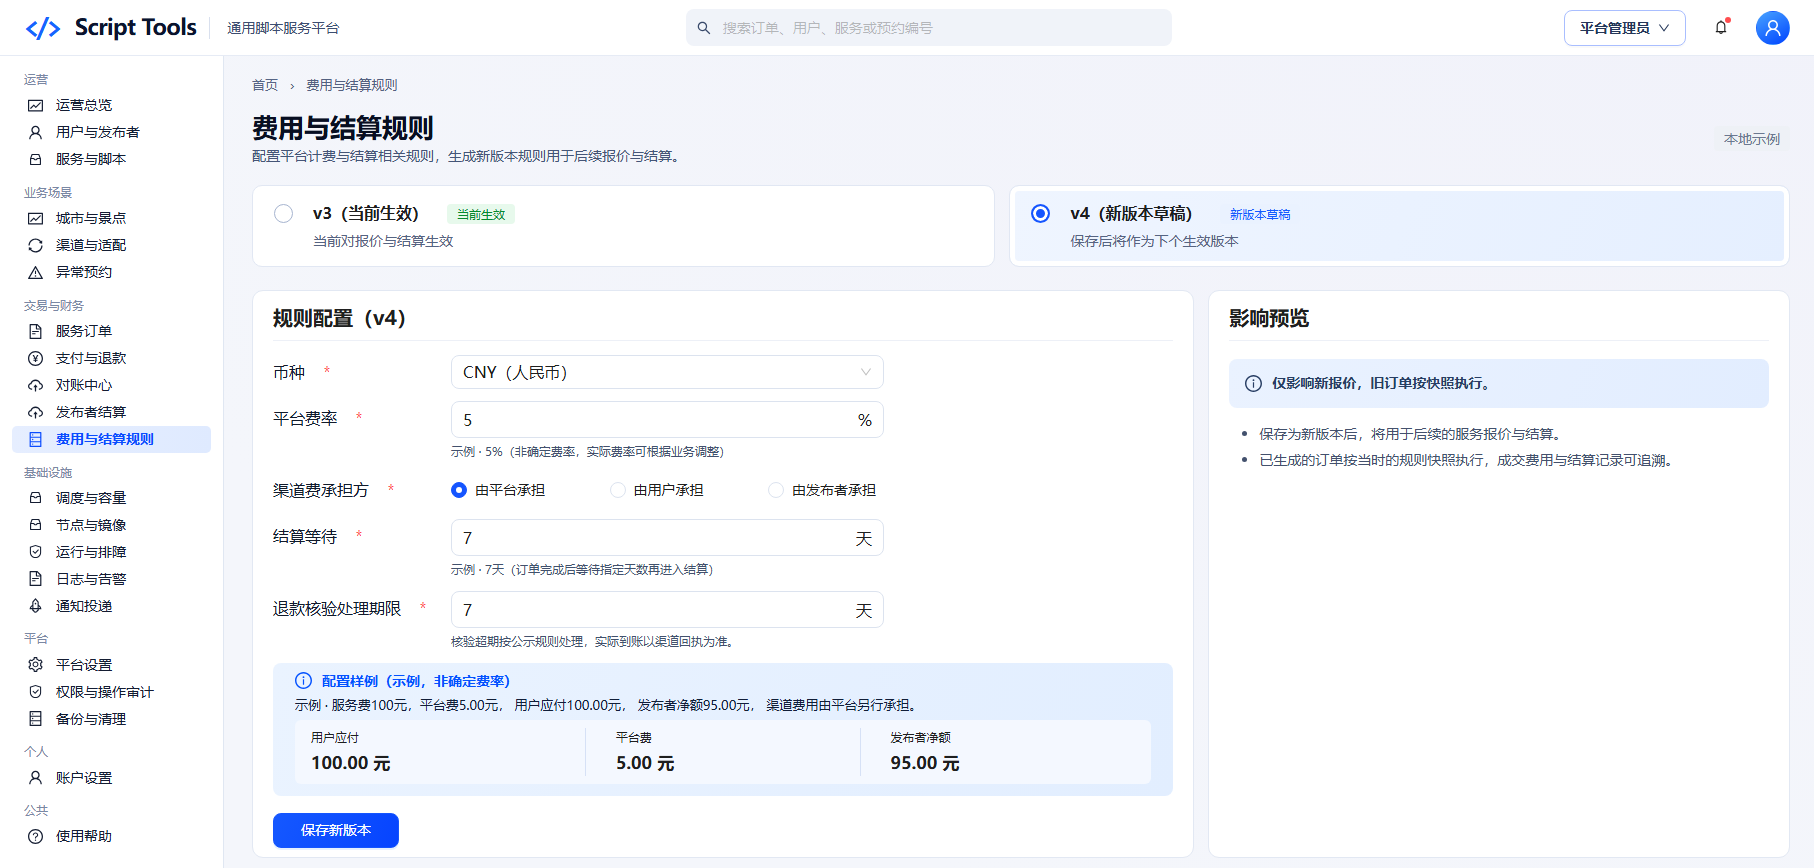 Script Tools
通用脚本服务平台
搜索订单、用户、服务或预约编号
平台管理员
运营
运营总览
用户与发布者
服务与脚本
业务场景
城市与景点
渠道与适配
异常预约
交易与财务
服务订单
支付与退款
对账中心
发布者结算
费用与结算规则
基础设施
调度与容量
节点与镜像
运行与排障
日志与告警
通知投递
平台
平台设置
权限与操作审计
备份与清理
个人
账户设置
公共
使用帮助
首页 › 费用与结算规则
费用与结算规则
配置平台计费与结算相关规则，生成新版本规则用于后续报价与结算。
本地示例
v3（当前生效） 当前生效
当前对报价与结算生效
v4（新版本草稿） 新版本草稿
保存后将作为下个生效版本
规则配置（v4）
币种 *
CNY（人民币）
平台费率 *
5 %
示例 · 5%（非确定费率，实际费率可根据业务调整）
渠道费承担方 *
由平台承担 由用户承担 由发布者承担
结算等待 *
7 天
示例 · 7天（订单完成后等待指定天数再进入结算）
退款核验处理期限 *
7 天
核验超期按公示规则处理，实际到账以渠道回执为准。
配置样例（示例，非确定费率）
示例 · 服务费100元，平台费5.00元， 用户应付100.00元， 发布者净额95.00元， 渠道费用由平台另行承担。
用户应付 平台费 发布者净额
100.00 元 5.00 元 95.00 元
保存新版本
影响预览
仅影响新报价，旧订单按快照执行。
• 保存为新版本后，将用于后续的服务报价与结算。
• 已生成的订单按当时的规则快照执行，成交费用与结算记录可追溯。